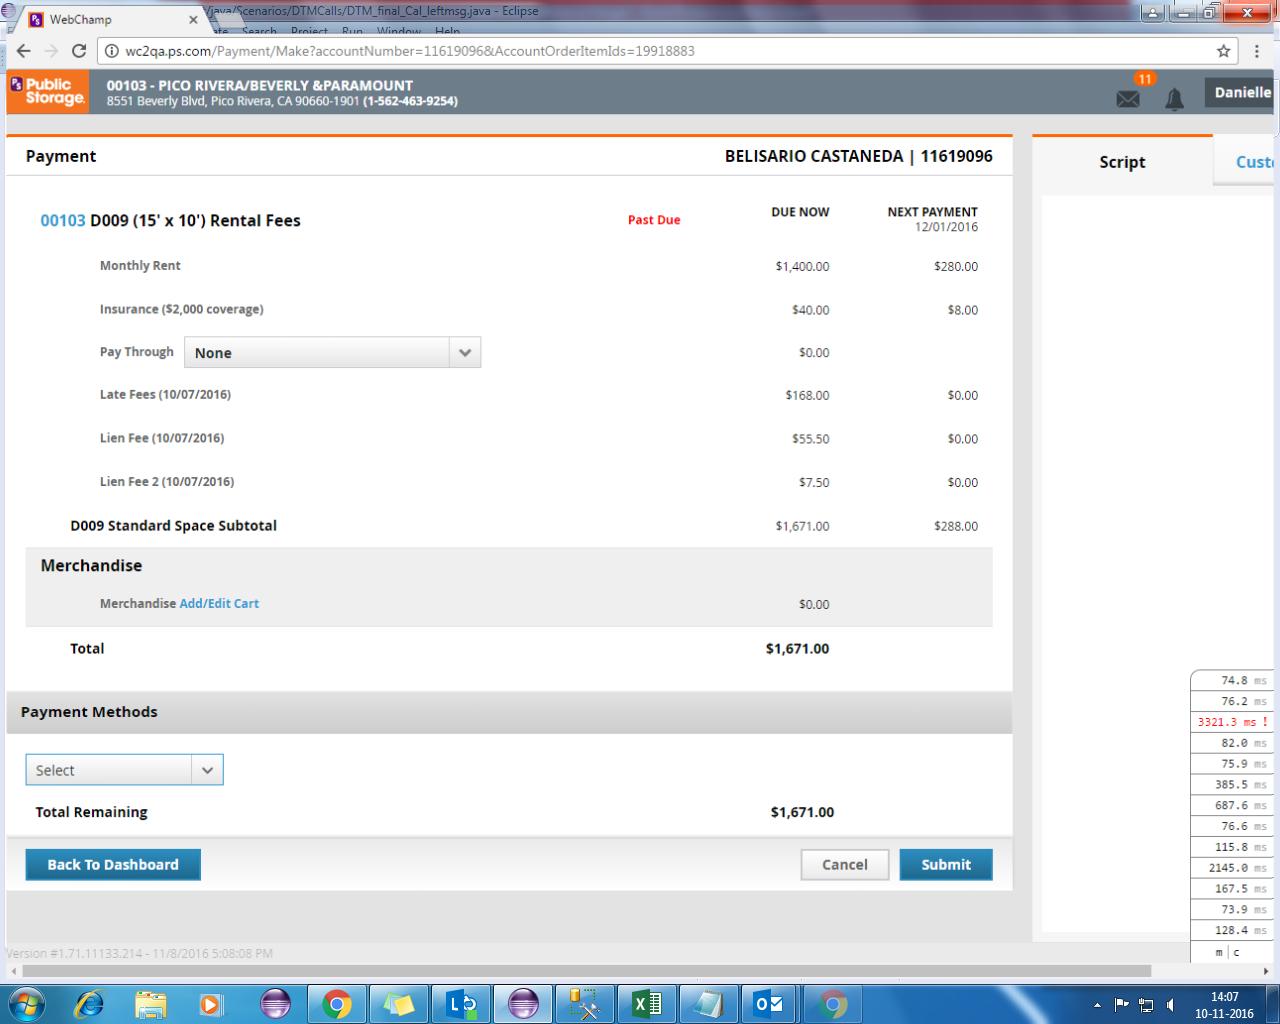 WebChamp
/java/Scenarios/DTMCalls/DTM_final_Cal_leftmsg.java - Eclipse
Search Project Run Window Help
wc2qa.ps.com/Payment/Make?accountNumber=11619096&AccountOrderItemIds=19918883
PS Public Storage.
00103 - PICO RIVERA/BEVERLY &PARAMOUNT
8551 Beverly Blvd, Pico Rivera, CA 90660-1901 (1-562-463-9254)
11
Danielle
Payment
BELISARIO CASTANEDA | 11619096
Script
Custo
00103 D009 (15' x 10') Rental Fees
Past Due
DUE NOW
NEXT PAYMENT
12/01/2016
Monthly Rent $1,400.00 $280.00
Insurance ($2,000 coverage) $40.00 $8.00
Pay Through None $0.00
Late Fees (10/07/2016) $168.00 $0.00
Lien Fee (10/07/2016) $55.50 $0.00
Lien Fee 2 (10/07/2016) $7.50 $0.00
D009 Standard Space Subtotal $1,671.00 $288.00
Merchandise
Merchandise Add/Edit Cart $0.00
Total $1,671.00
Payment Methods
Select
Total Remaining $1,671.00
Back To Dashboard
Cancel
Submit
74.8 ms
76.2 ms
3321.3 ms !
82.0 ms
75.9 ms
385.5 ms
687.6 ms
76.6 ms
115.8 ms
2145.0 ms
167.5 ms
73.9 ms
128.4 ms
m | c
Version #1.71.11133.214 - 11/8/2016 5:08:08 PM
14:07
10-11-2016